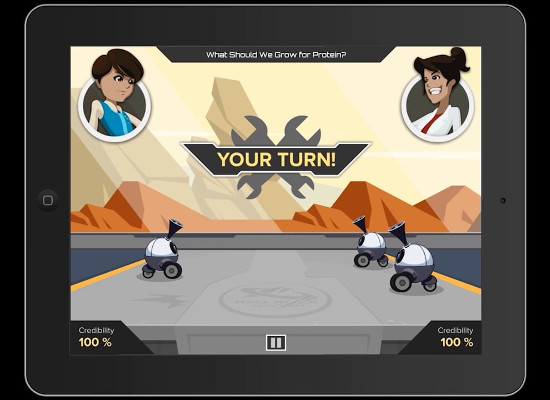 What Should We Grow for Protein?
YOUR TURN!
Credibility
100 %
Credibility
100 %